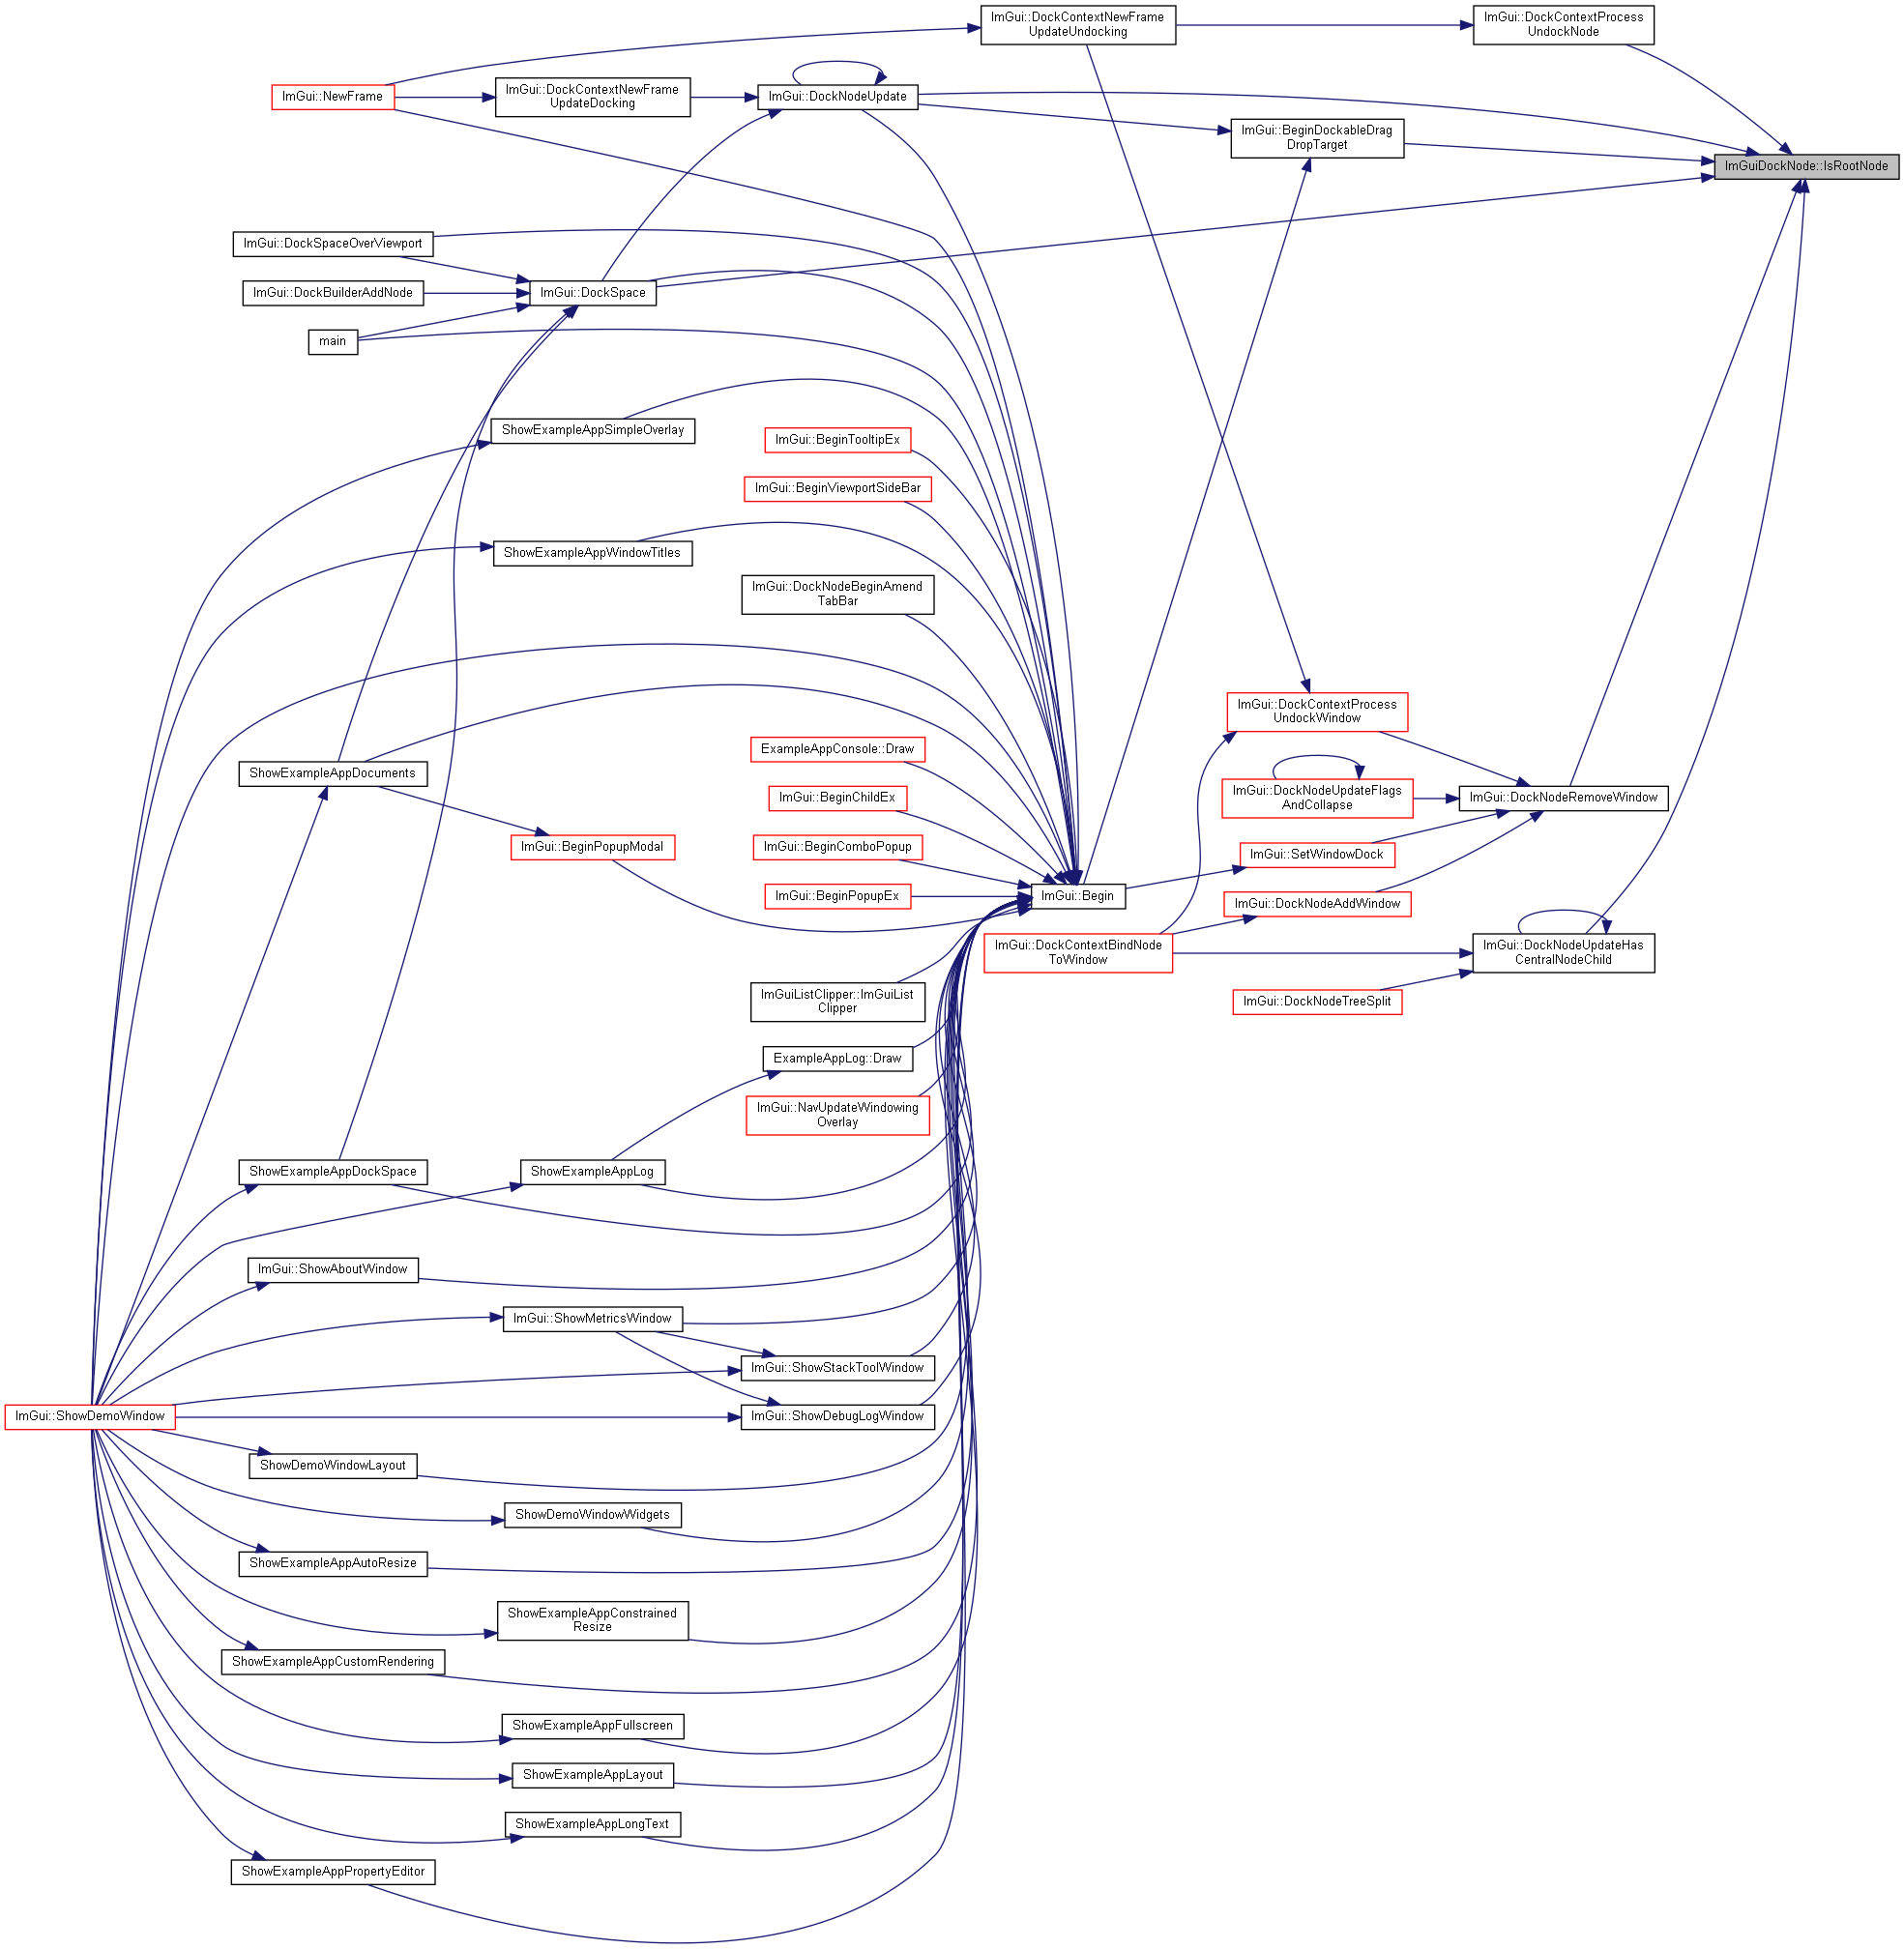 ImGui::DockContextNewFrame
UpdateUndocking
ImGui::DockContextProcess
UndockNode
ImGui::NewFrame
ImGui::DockContextNewFrame
UpdateDocking
ImGui::DockNodeUpdate
ImGui::BeginDockableDrag
DropTarget
ImGuiDockNode::IsRootNode
ImGui::DockSpaceOverViewport
ImGui::DockBuilderAddNode
ImGui::DockSpace
main
ShowExampleAppSimpleOverlay
ImGui::BeginTooltipEx
ImGui::BeginViewportSideBar
ShowExampleAppWindowTitles
ImGui::DockNodeBeginAmend
TabBar
ImGui::DockContextProcess
UndockWindow
ExampleAppConsole::Draw
ShowExampleAppDocuments
ImGui::DockNodeUpdateFlags
AndCollapse
ImGui::DockNodeRemoveWindow
ImGui::BeginChildEx
ImGui::BeginPopupModal
ImGui::BeginComboPopup
ImGui::SetWindowDock
ImGui::BeginPopupEx
ImGui::Begin
ImGui::DockNodeAddWindow
ImGui::DockContextBindNode
ToWindow
ImGui::DockNodeUpdateHas
CentralNodeChild
ImGuiListClipper::ImGuiList
Clipper
ImGui::DockNodeTreeSplit
ExampleAppLog::Draw
ImGui::NavUpdateWindowing
Overlay
ShowExampleAppDockSpace
ShowExampleAppLog
ImGui::ShowAboutWindow
ImGui::ShowMetricsWindow
ImGui::ShowStackToolWindow
ImGui::ShowDemoWindow
ImGui::ShowDebugLogWindow
ShowDemoWindowLayout
ShowDemoWindowWidgets
ShowExampleAppAutoResize
ShowExampleAppConstrained
Resize
ShowExampleAppCustomRendering
ShowExampleAppFullscreen
ShowExampleAppLayout
ShowExampleAppLongText
ShowExampleAppPropertyEditor